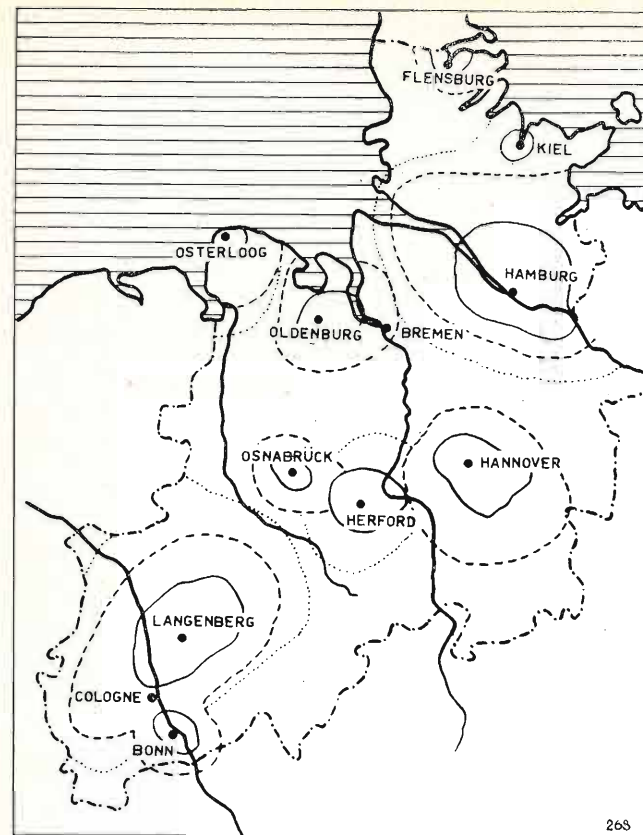 FLENSBURG
KIEL
OSTERLOOG
HAMBURG
OLDENBURG
BREMEN
OSNABRÜCK
HANNOVER
HERFORD
LANGENBERG
COLOGNE
BONN
268